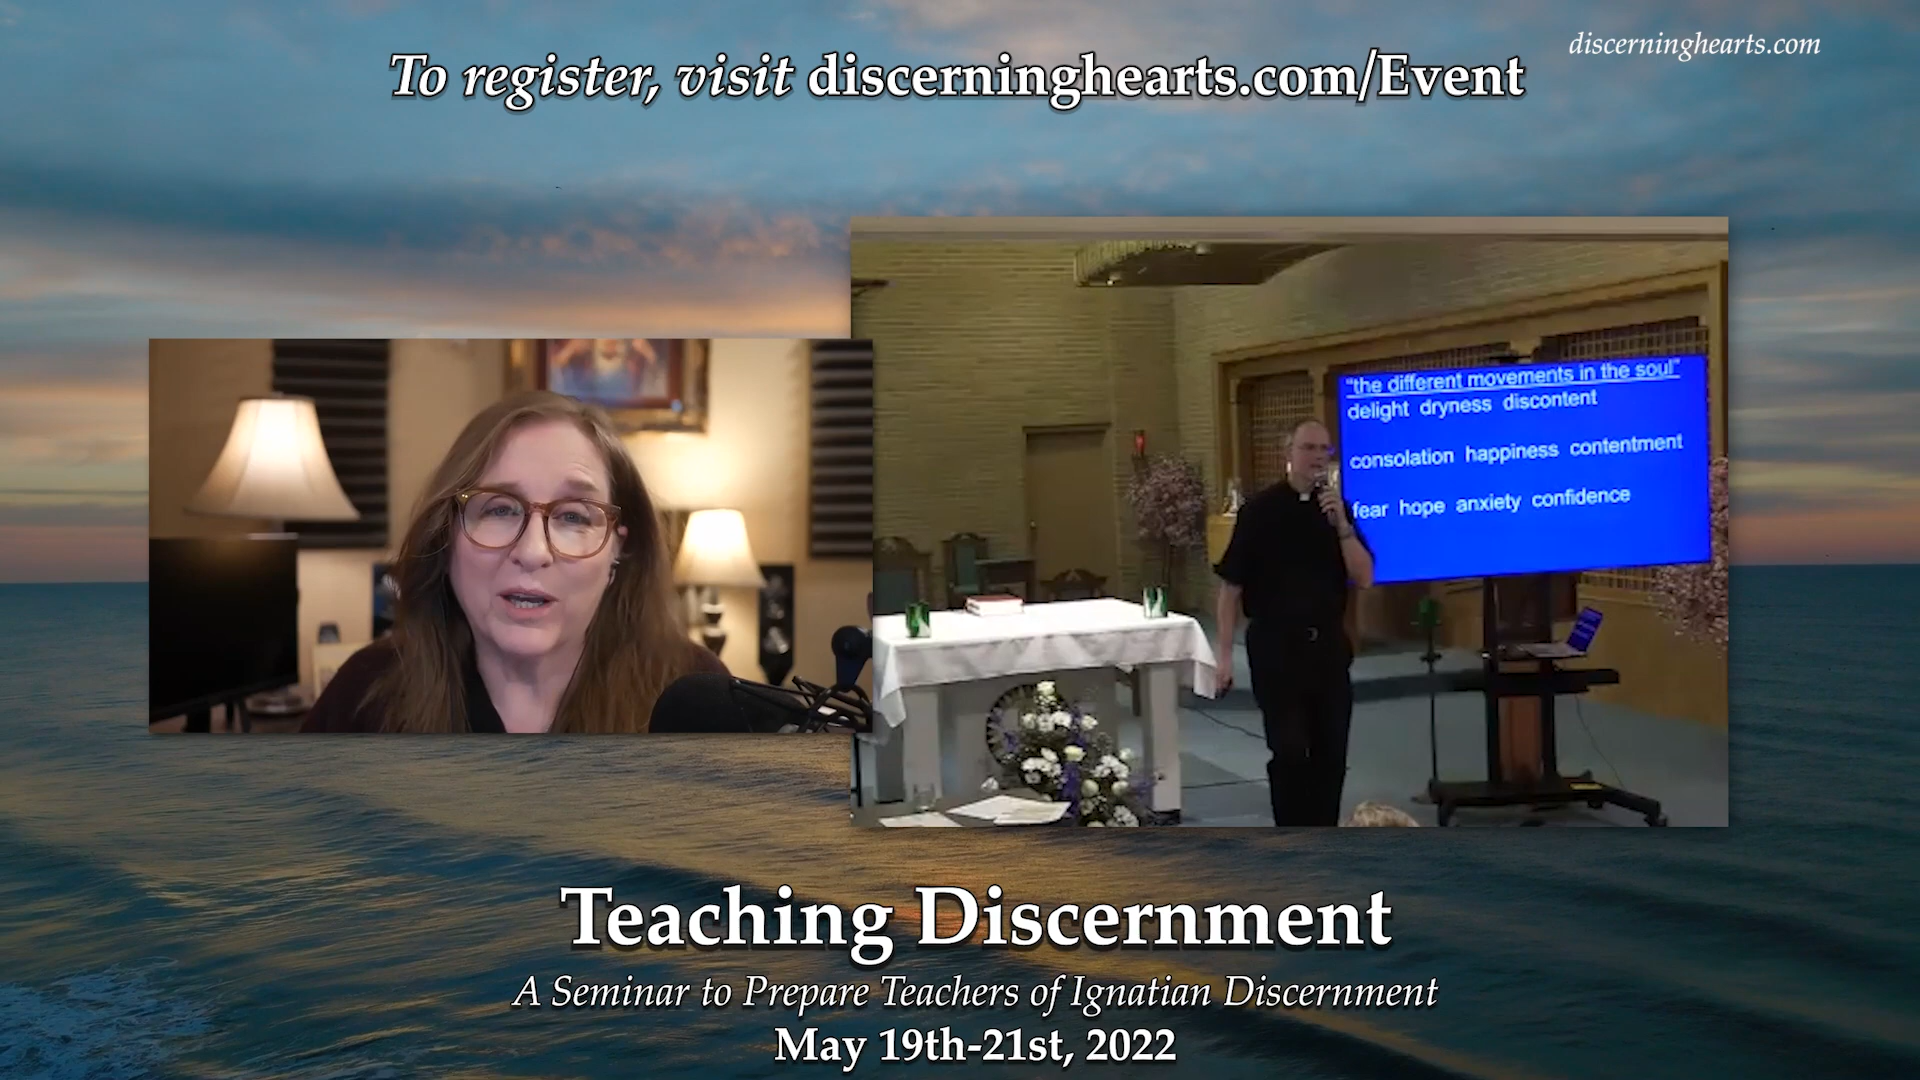 discerninghearts.com
To register, visit discerninghearts.com/Event
"the different movements in the soul"
delight dryness discontent
consolation happiness contentment
fear hope anxiety confidence
Teaching Discernment
A Seminar to Prepare Teachers of Ignatian Discernment
May 19th-21st, 2022